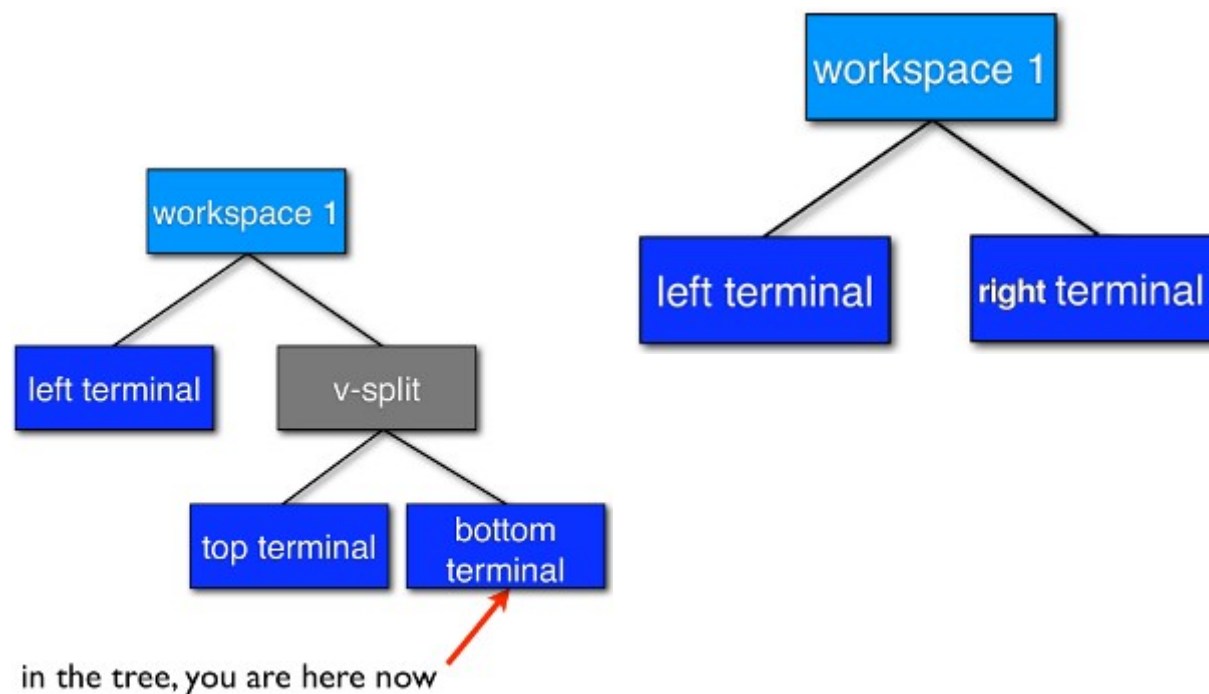 workspace 1
left terminal
v-split
top terminal
bottom
terminal
in the tree, you are here now
workspace 1
left terminal
right terminal